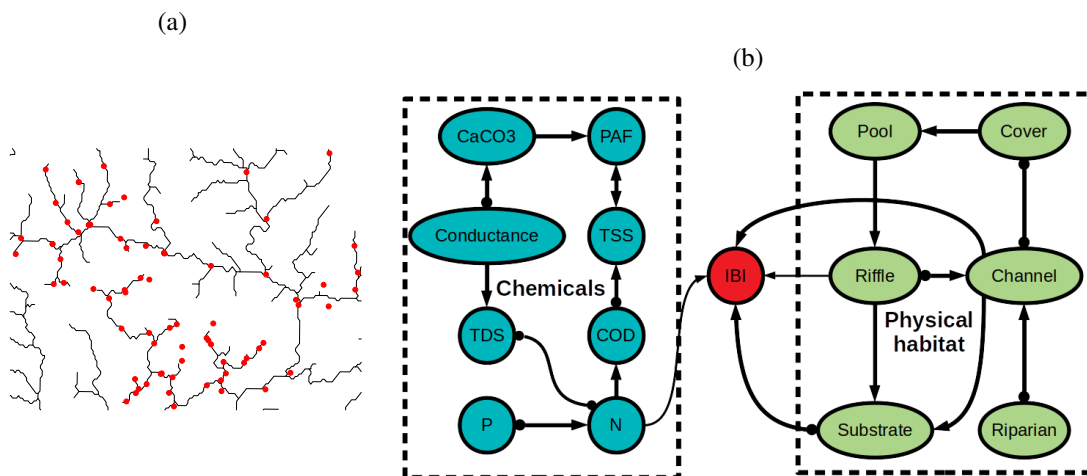 (a)
(b)
CaCO3
PAF
Conductance
TSS
Chemicals
TDS
COD
P
N
IBI
Pool
Cover
Riffle
Channel
Physical
habitat
Substrate
Riparian